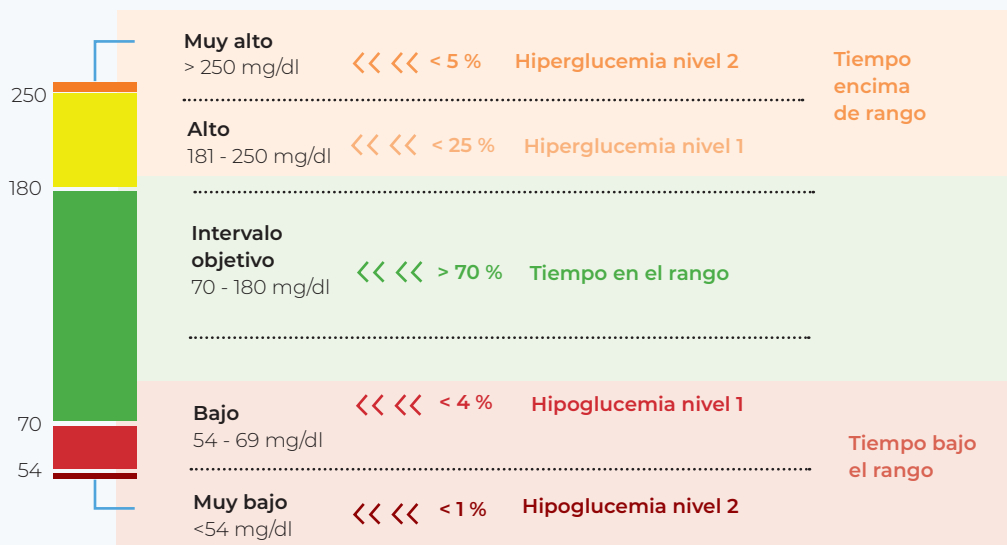 Muy alto
> 250 mg/dl
< 5 %
Hiperglucemia nivel 2
Tiempo
encima
de rango
250
Alto
181 - 250 mg/dl
< 25 %
Hiperglucemia nivel 1
180
Intervalo
objetivo
70 - 180 mg/dl
> 70 %
Tiempo en el rango
70
Bajo
54 - 69 mg/dl
< 4 %
Hipoglucemia nivel 1
Tiempo bajo
el rango
54
Muy bajo
<54 mg/dl
< 1 %
Hipoglucemia nivel 2